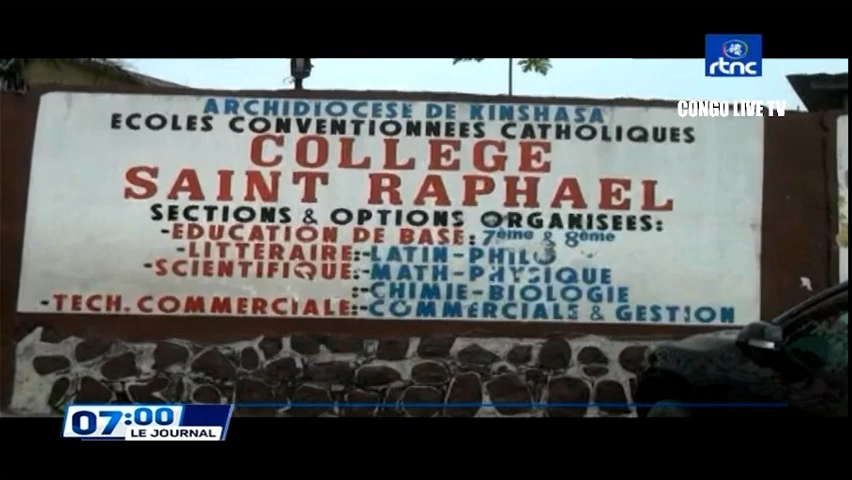 rtnc
CONGO LIVE TV
ARCHIDIOCESE DE KINSHASA
ECOLES CONVENTIONNEES CATHOLIQUES
COLLEGE
SAINT RAPHAEL
SECTIONS & OPTIONS ORGANISEES:
-EDUCATION DE BASE: 7ème & 8ème
-LITTERAIRE:-LATIN-PHILO
-SCIENTIFIQUE:-MATH-PHYSIQUE
:-CHIMIE-BIOLOGIE
-TECH. COMMERCIALE:-COMMERCIALE & GESTION
07:00
LE JOURNAL